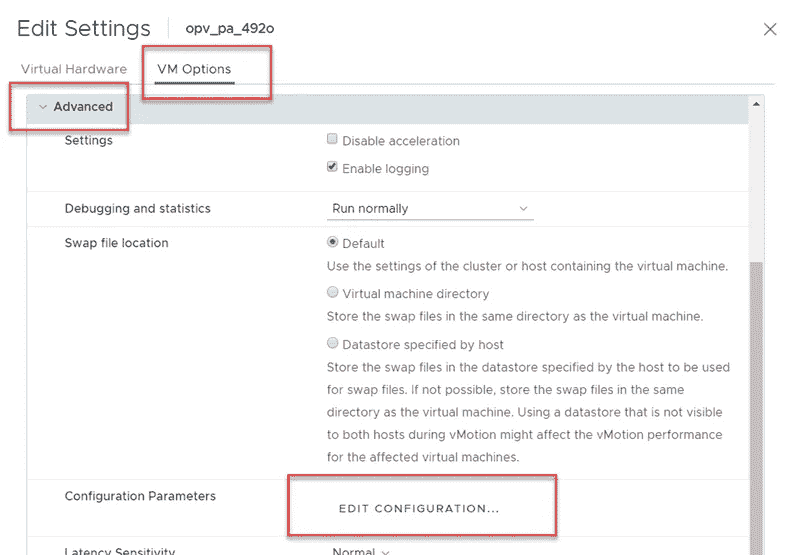 Edit Settings opv_pa_492o
Virtual Hardware VM Options
Advanced
Settings Disable acceleration
Enable logging
Debugging and statistics Run normally
Swap file location Default
Use the settings of the cluster or host containing the virtual machine.
Virtual machine directory
Store the swap files in the same directory as the virtual machine.
Datastore specified by host
Store the swap files in the datastore specified by the host to be used
for swap files. If not possible, store the swap files in the same
directory as the virtual machine. Using a datastore that is not visible
to both hosts during vMotion might affect the vMotion performance
for the affected virtual machines.
Configuration Parameters EDIT CONFIGURATION...
Latency Sensitivity Normal